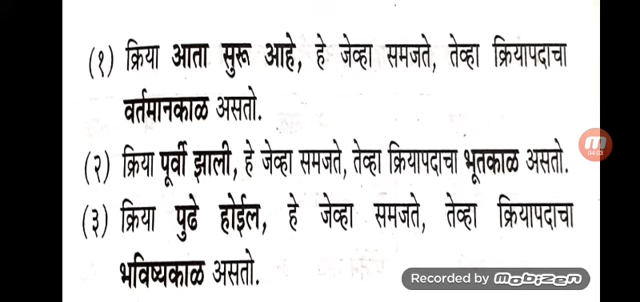 (१) क्रिया आता सुरू आहे, हे जेव्हा समजते, तेव्हा क्रियापदाचा
वर्तमानकाळ असतो.
(२) क्रिया पूर्वी झाली, हे जेव्हा समजते, तेव्हा क्रियापदाचा भूतकाळ असतो.
(३) क्रिया पुढे होईल, हे जेव्हा समजते, तेव्हा क्रियापदाचा
भविष्यकाळ असतो.
Recorded by mobizen